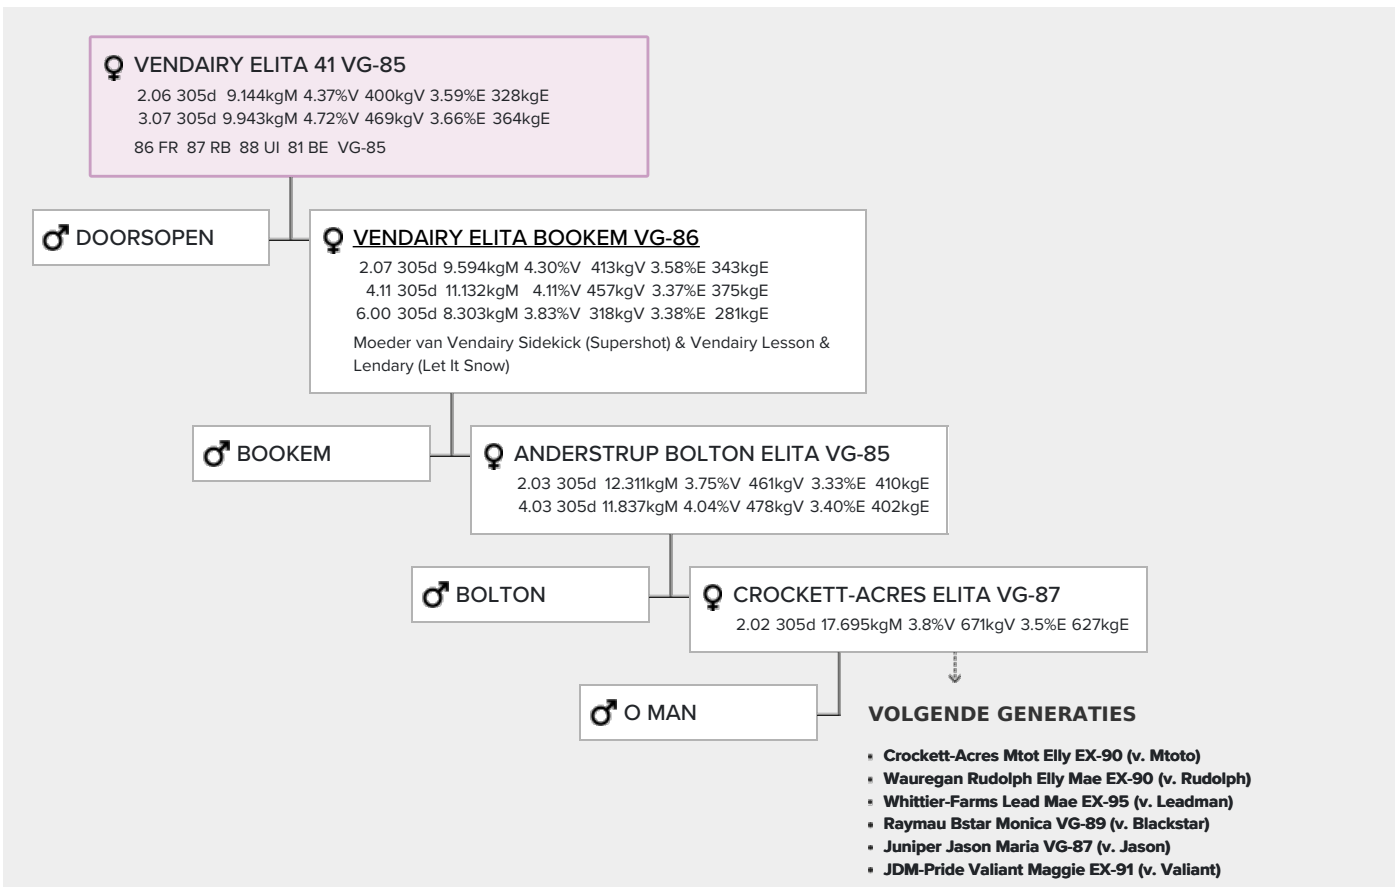 VENDAIRY ELITA 41 VG-85
2.06 305d 9.144kgM 4.37%V 400kgV 3.59%E 328kgE
3.07 305d 9.943kgM 4.72%V 469kgV 3.66%E 364kgE
86 FR 87 RB 88 UI 81 BE VG-85
DOORSOPEN
VENDAIRY ELITA BOOKEM VG-86
2.07 305d 9.594kgM 4.30%V 413kgV 3.58%E 343kgE
4.11 305d 11.132kgM 4.11%V 457kgV 3.37%E 375kgE
6.00 305d 8.303kgM 3.83%V 318kgV 3.38%E 281kgE
Moeder van Vendairy Sidekick (Supershot) & Vendairy Lesson &
Lendary (Let It Snow)
BOOKEM
ANDERSTRUP BOLTON ELITA VG-85
2.03 305d 12.311kgM 3.75%V 461kgV 3.33%E 410kgE
4.03 305d 11.837kgM 4.04%V 478kgV 3.40%E 402kgE
BOLTON
CROCKETT-ACRES ELITA VG-87
2.02 305d 17.695kgM 3.8%V 671kgV 3.5%E 627kgE
O MAN
VOLGENDE GENERATIES
• Crockett-Acres Mtot Elly EX-90 (v. Mtoto)
• Wauregan Rudolph Elly Mae EX-90 (v. Rudolph)
• Whittier-Farms Lead Mae EX-95 (v. Leadman)
• Raymau Bstar Monica VG-89 (v. Blackstar)
• Juniper Jason Maria VG-87 (v. Jason)
• JDM-Pride Valiant Maggie EX-91 (v. Valiant)